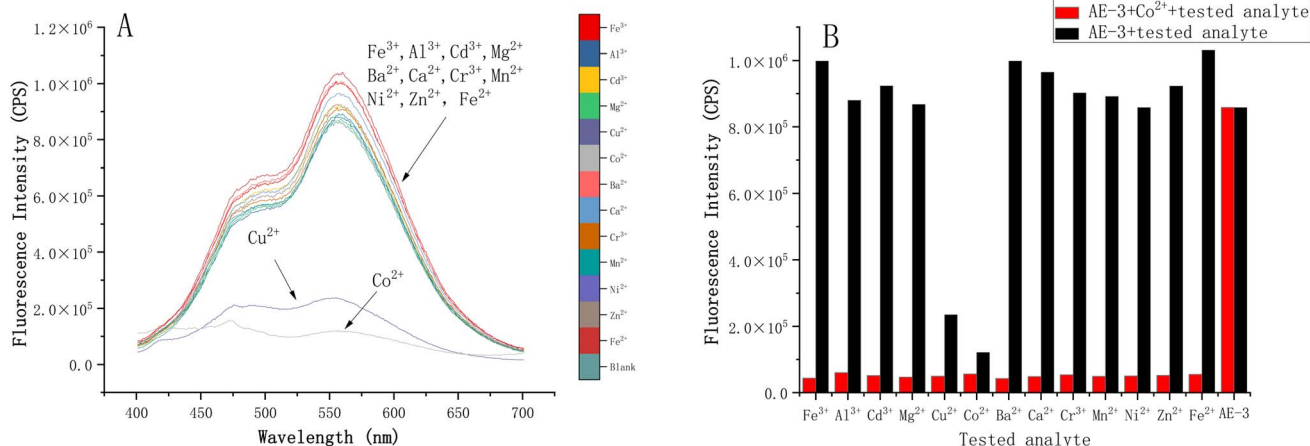 A
Fluorescence Intensity (CPS)
1.2×10⁶
1.0×10⁶
8.0×10⁵
6.0×10⁵
4.0×10⁵
2.0×10⁵
0.0
400 450 500 550 600 650 700
Wavelength (nm)
Fe³⁺, Al³⁺, Cd³⁺, Mg²⁺
Ba²⁺, Ca²⁺, Cr³⁺, Mn²⁺
Ni²⁺, Zn²⁺, Fe²⁺
Cu²⁺
Co²⁺
Fe³⁺
Al³⁺
Cd³⁺
Mg²⁺
Cu²⁺
Co²⁺
Ba²⁺
Ca²⁺
Cr³⁺
Mn²⁺
Ni²⁺
Zn²⁺
Fe²⁺
Blank
B
AE-3+Co²⁺+tested analyte
AE-3+tested analyte
Fluorescence Intensity (CPS)
1.0×10⁶
8.0×10⁵
6.0×10⁵
4.0×10⁵
2.0×10⁵
0.0
Fe³⁺ Al³⁺ Cd³⁺ Mg²⁺ Cu²⁺ Co²⁺ Ba²⁺ Ca²⁺ Cr³⁺ Mn²⁺ Ni²⁺ Zn²⁺ Fe²⁺ AE-3
Tested analyte